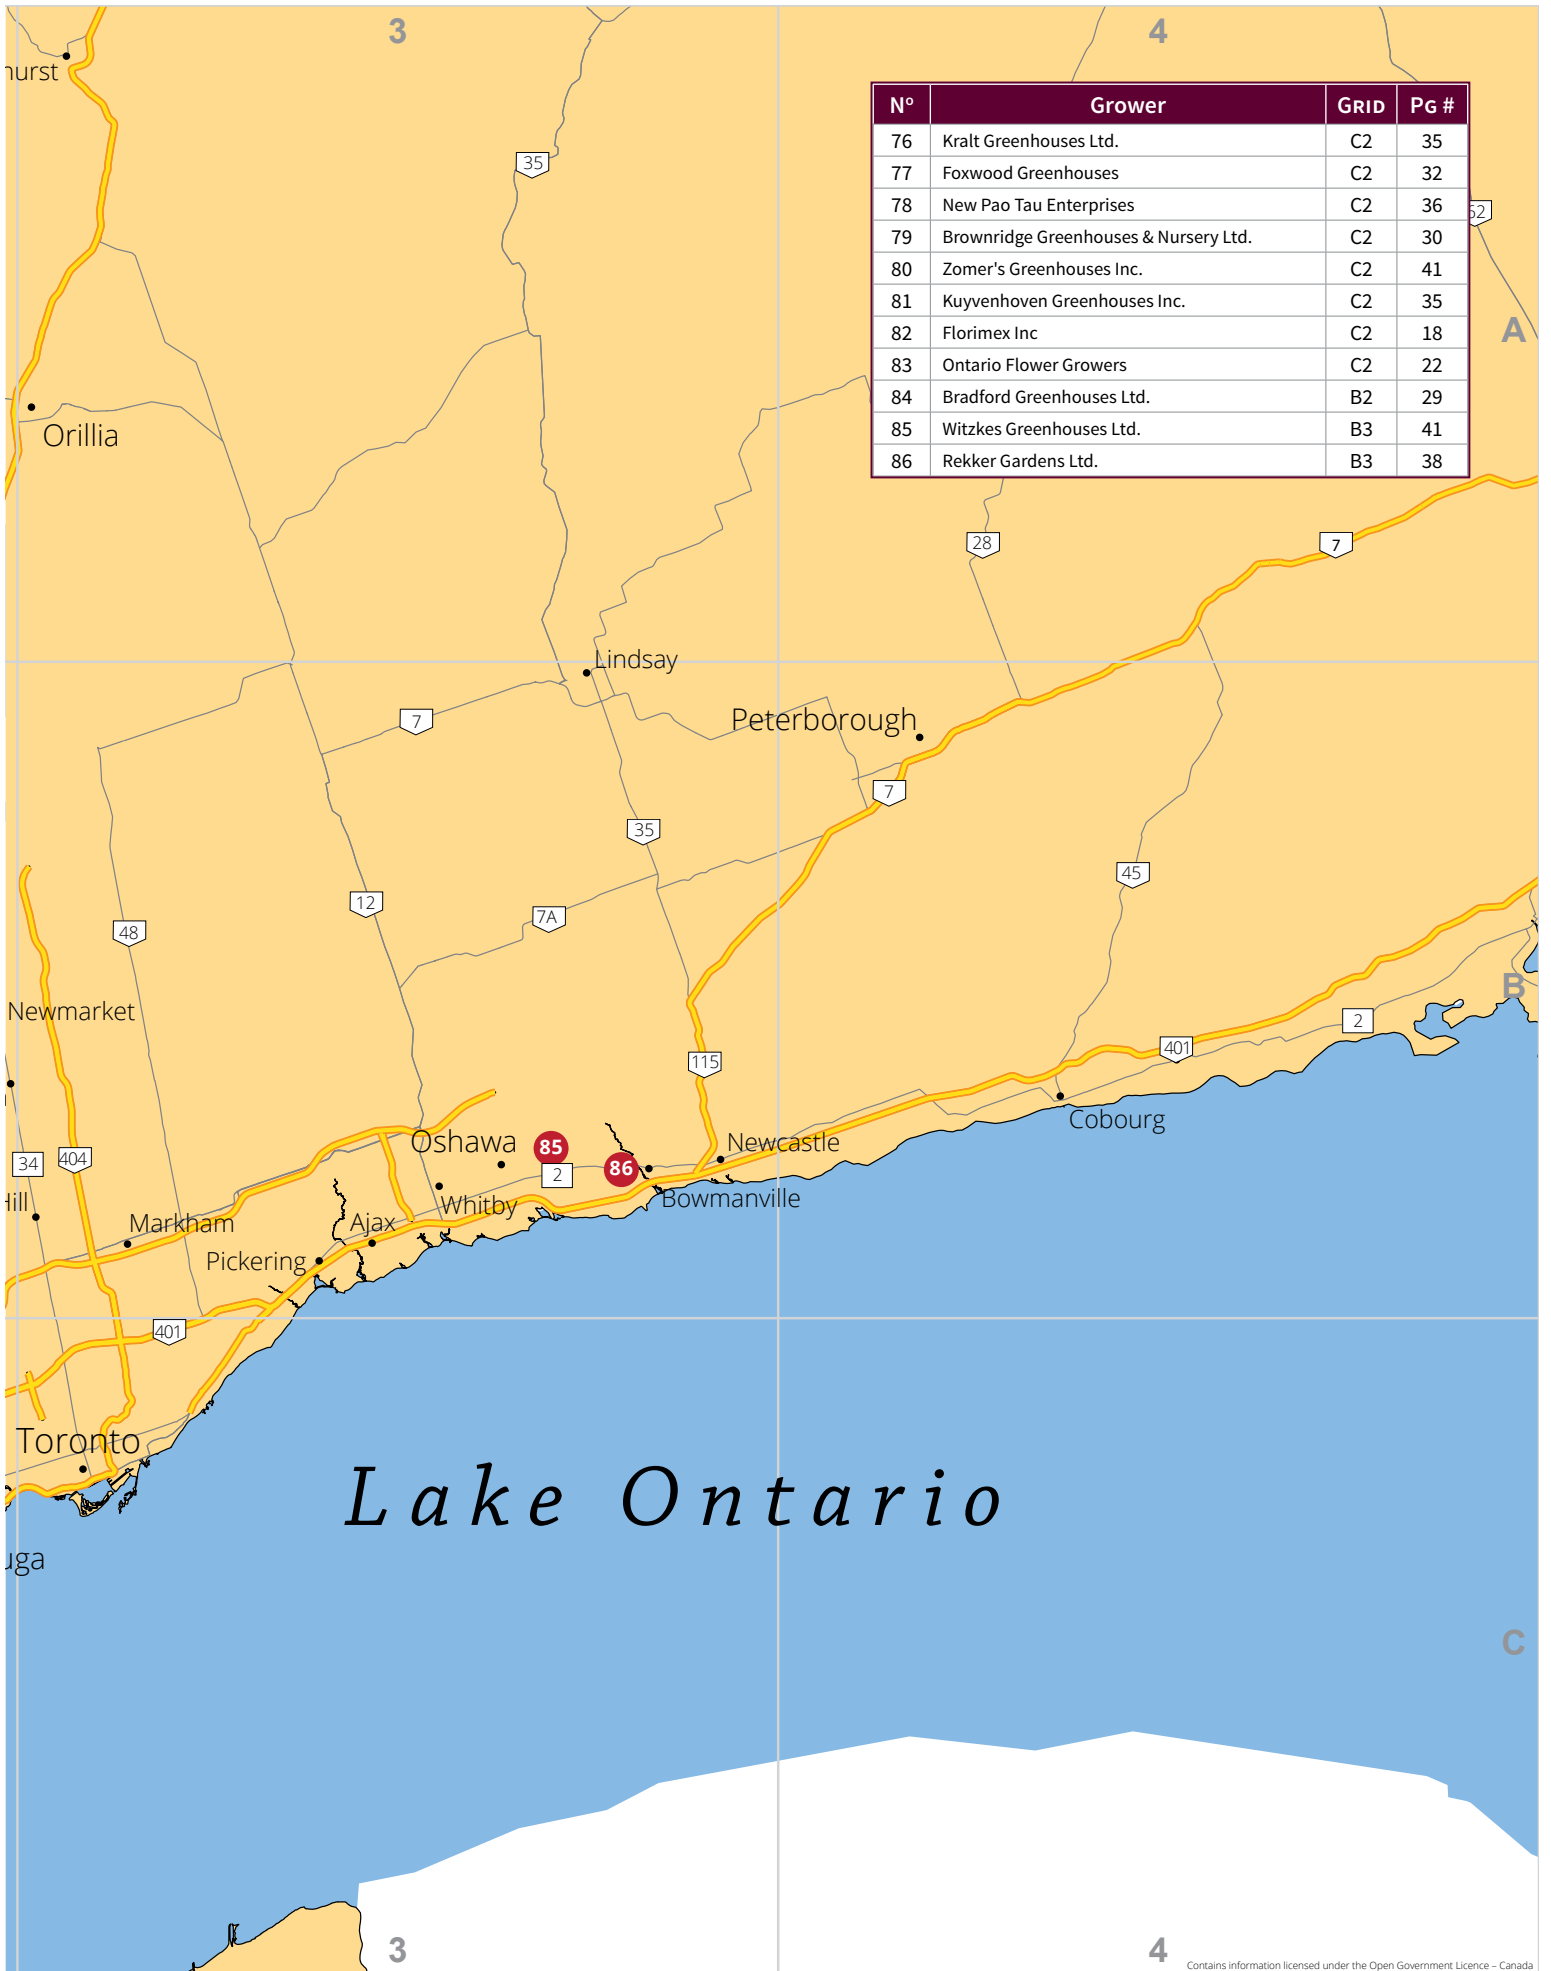 3
4
hurst
35
Nº Grower GRID PG #
76 Kralt Greenhouses Ltd. C2 35
77 Foxwood Greenhouses C2 32
78 New Pao Tau Enterprises C2 36
79 Brownridge Greenhouses & Nursery Ltd. C2 30
80 Zomer's Greenhouses Inc. C2 41
81 Kuyvenhoven Greenhouses Inc. C2 35
82 Florimex Inc C2 18
83 Ontario Flower Growers C2 22
84 Bradford Greenhouses Ltd. B2 29
85 Witzkes Greenhouses Ltd. B3 41
86 Rekker Gardens Ltd. B3 38
A
Orillia
28
7
Lindsay
7
Peterborough
7
35
45
12
7A
48
B
Newmarket
2
401
115
Cobourg
Oshawa
85
Newcastle
34
404
2
86
Hill
Whitby
Bowmanville
Markham
Ajax
Pickering
401
Toronto
Lake Ontario
uga
C
3
4
Contains information licensed under the Open Government Licence – Canada